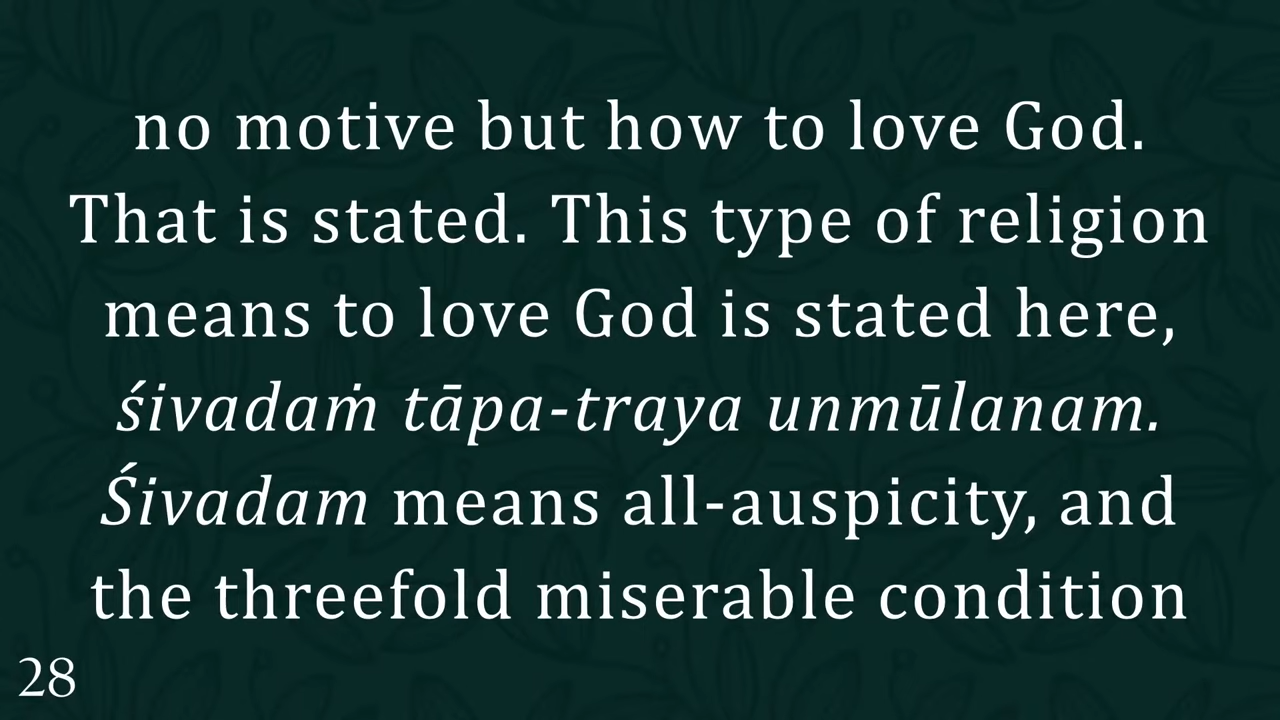 no motive but how to love God.
That is stated. This type of religion
means to love God is stated here,
śivadaṁ tāpa-traya unmūlanam.
Śivadam means all-auspicity, and
the threefold miserable condition
28